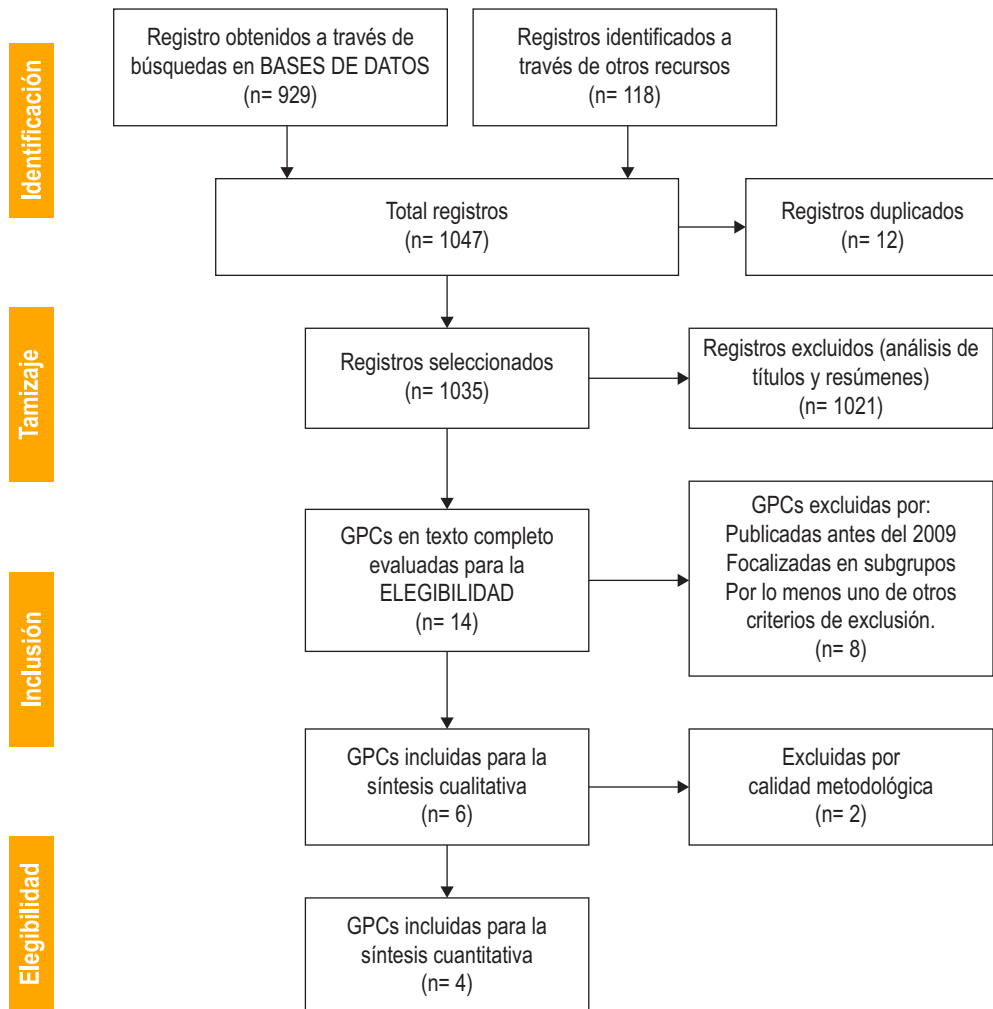 Identificación
Registro obtenidos a través de
búsquedas en BASES DE DATOS
(n= 929)
Registros identificados a
través de otros recursos
(n= 118)
Total registros
(n= 1047)
Registros duplicados
(n= 12)
Tamizaje
Registros seleccionados
(n= 1035)
Registros excluidos (análisis de
títulos y resúmenes)
(n= 1021)
Inclusión
GPCs en texto completo
evaluadas para la
ELEGIBILIDAD
(n= 14)
GPCs excluidas por:
Publicadas antes del 2009
Focalizadas en subgrupos
Por lo menos uno de otros
criterios de exclusión.
(n= 8)
GPCs incluidas para la
síntesis cualitativa
(n= 6)
Excluidas por
calidad metodológica
(n= 2)
Elegibilidad
GPCs incluidas para la
síntesis cuantitativa
(n= 4)